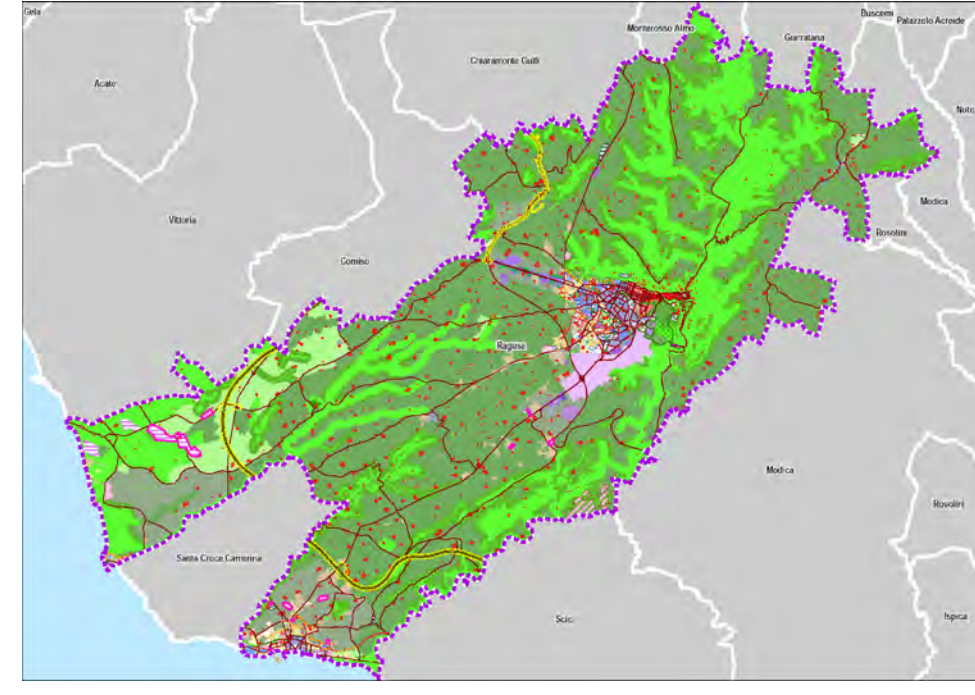 Gela
Buscemi
Palazzolo Acreide
Monterosso Almo
Giarratana
Chiaramonte Gulfi
Acate
Noto
Modica
Vittoria
Rosolini
Comiso
Ragusa
Modica
Rosolini
Santa Croce Camerina
Scicli
Ispica